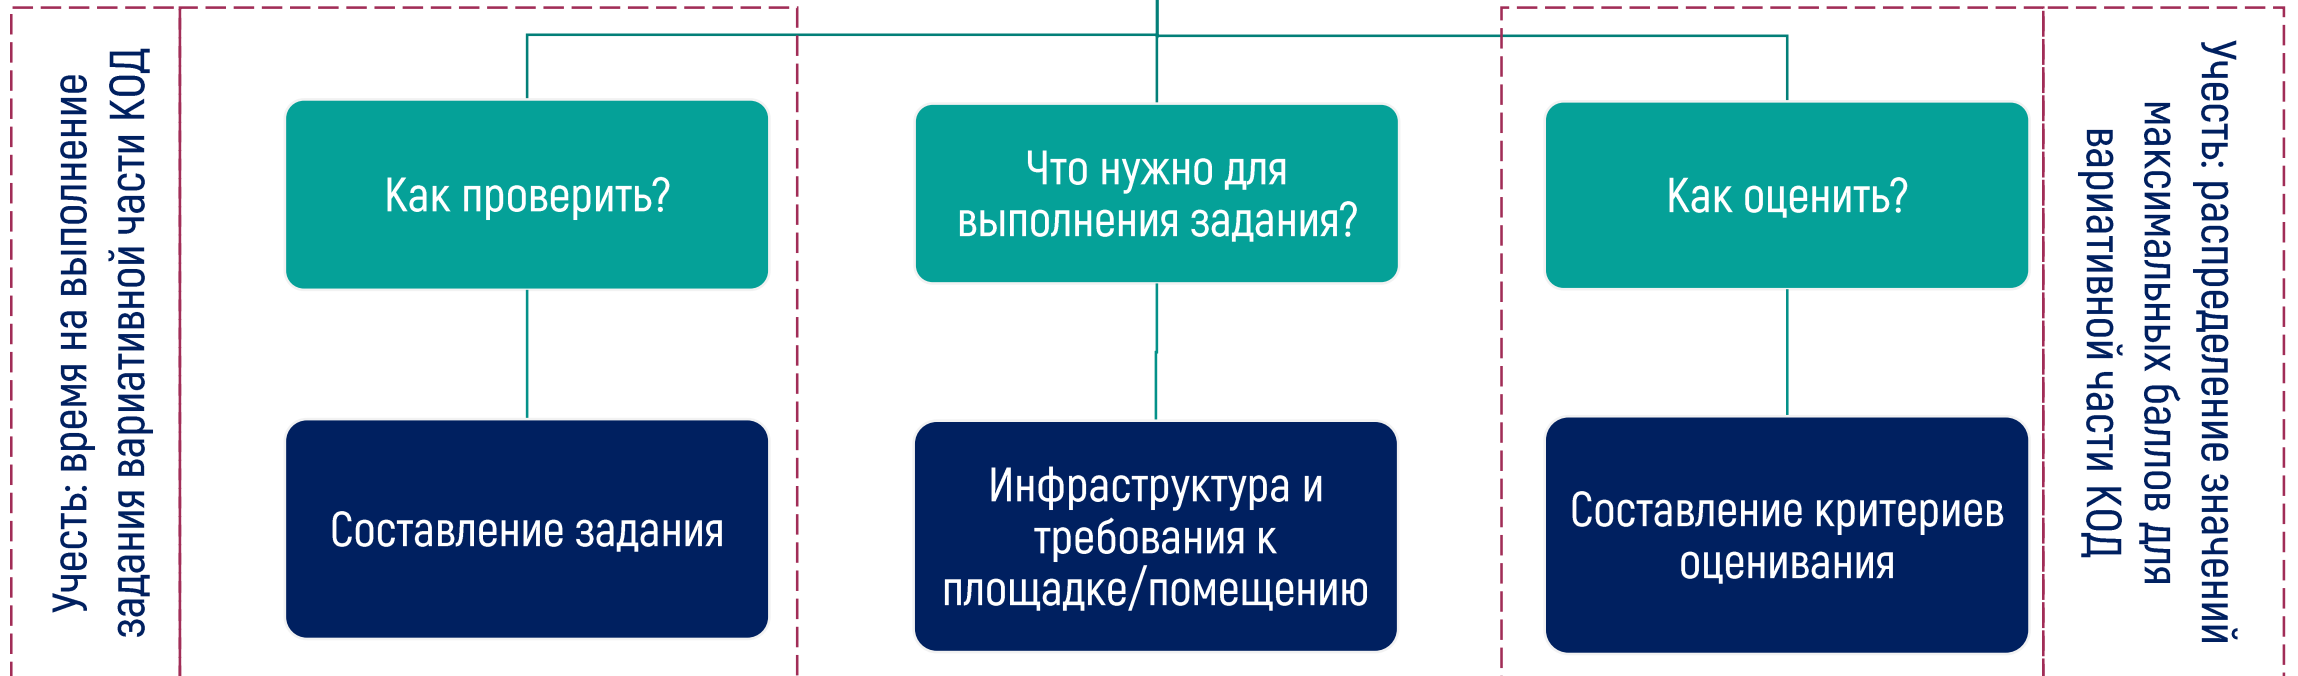 Учесть: время на выполнение
задания вариативной части КОД
Как проверить?
Составление задания
Что нужно для
выполнения задания?
Инфраструктура и
требования к
площадке/помещению
Как оценить?
Составление критериев
оценивания
Учесть: распределение значений
максимальных баллов для
вариативной части КОД